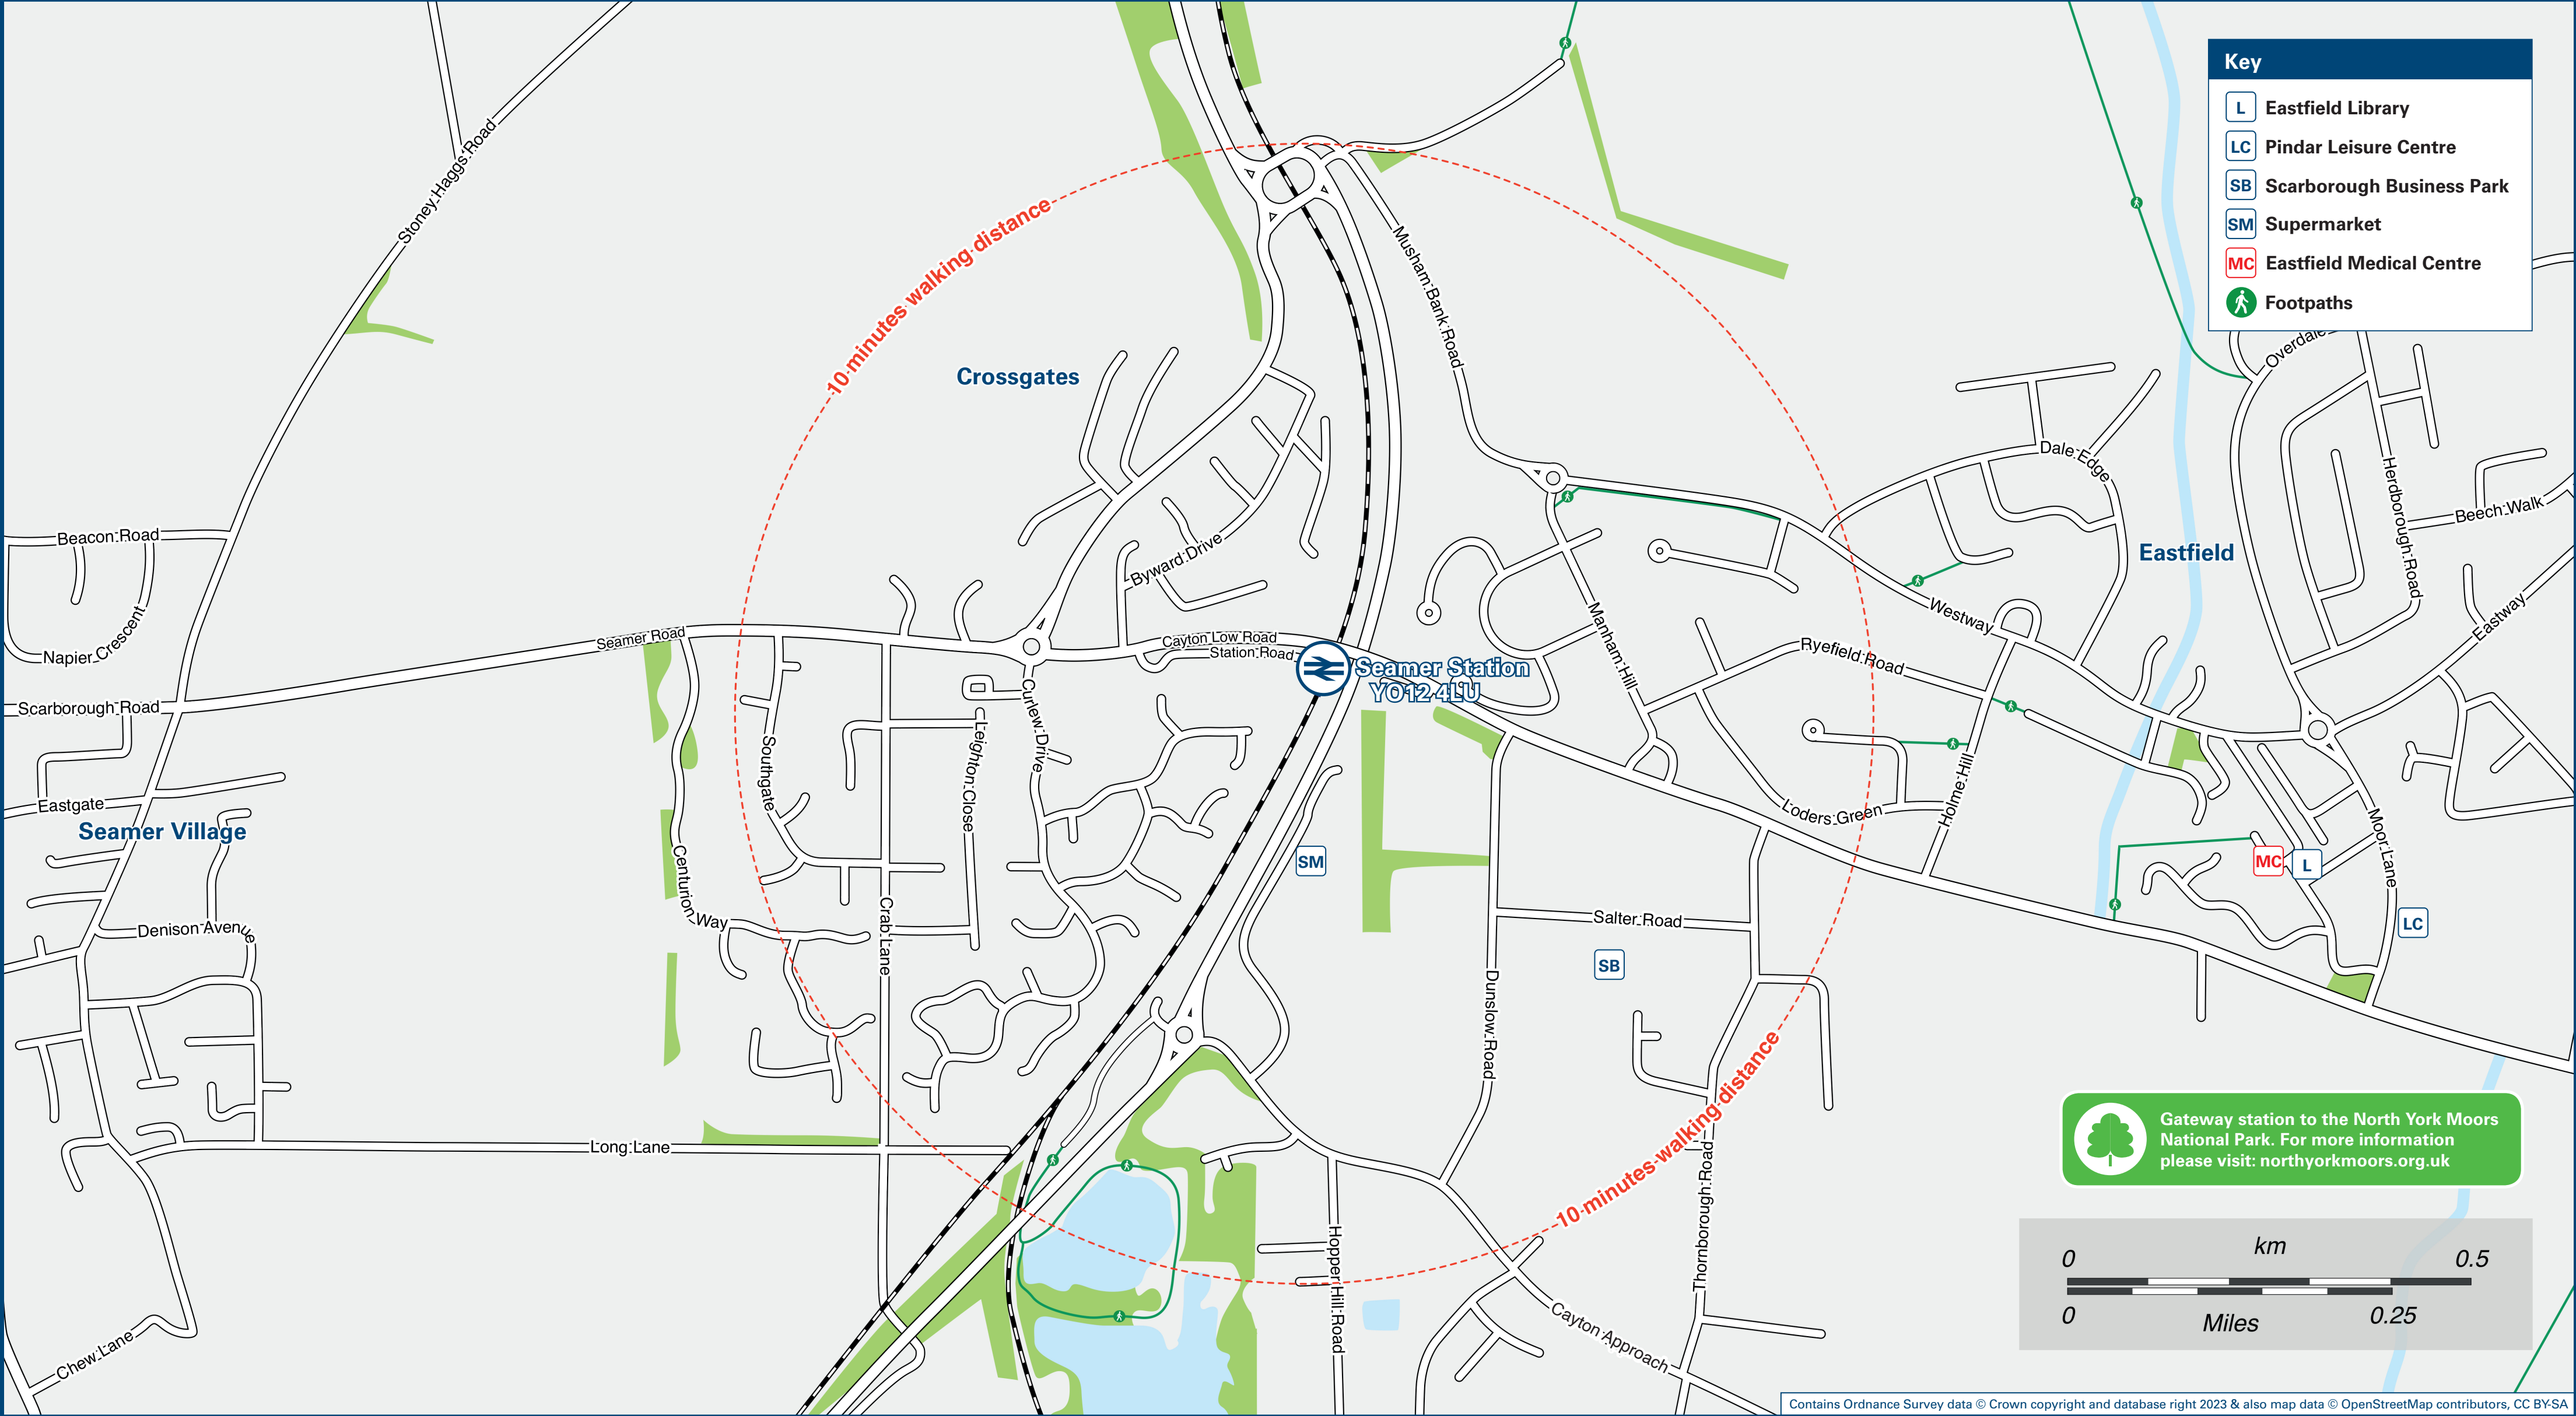 Key
L Eastfield Library
LC Pindar Leisure Centre
SB Scarborough Business Park
SM Supermarket
MC Eastfield Medical Centre
Footpaths
Stoney Haggs Road
10 minutes walking distance
Musham Bank Road
Crossgates
Overdale
Dale Edge
Herdborough Road
Beech Walk
Beacon Road
Byward Drive
Eastfield
Napier Crescent
Seamer Road
Cayton Low Road
Station Road
Seamer Station
YO12 4LU
Manham Hill
Westway
Eastway
Ryefield Road
Scarborough Road
Curlew Drive
Leighton Close
Southgate
Eastgate
Seamer Village
Holme Hill
Loders Green
Moor Lane
Centurion Way
SM
MC
L
LC
Denison Avenue
Crab Lane
Salter Road
SB
Dunslow Road
Long Lane
10 minutes walking distance
Thornborough Road
Hopper Hill Road
Cayton Approach
Chew Lane
Gateway station to the North York Moors
National Park. For more information
please visit: northyorkmoors.org.uk
km
0 0.5
0 Miles 0.25
Contains Ordnance Survey data © Crown copyright and database right 2023 & also map data © OpenStreetMap contributors, CC BY-SA